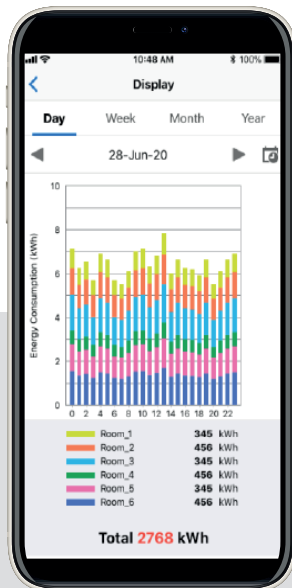 10:48 AM
100%
Display
Day Week Month Year
28-Jun-20
Energy Consumption (kWh)
10
8
6
4
2
0
0 2 4 6 8 10 12 14 16 18 20 22
Room_1 345 kWh
Room_2 456 kWh
Room_3 345 kWh
Room_4 456 kWh
Room_5 345 kWh
Room_6 456 kWh
Total 2768 kWh